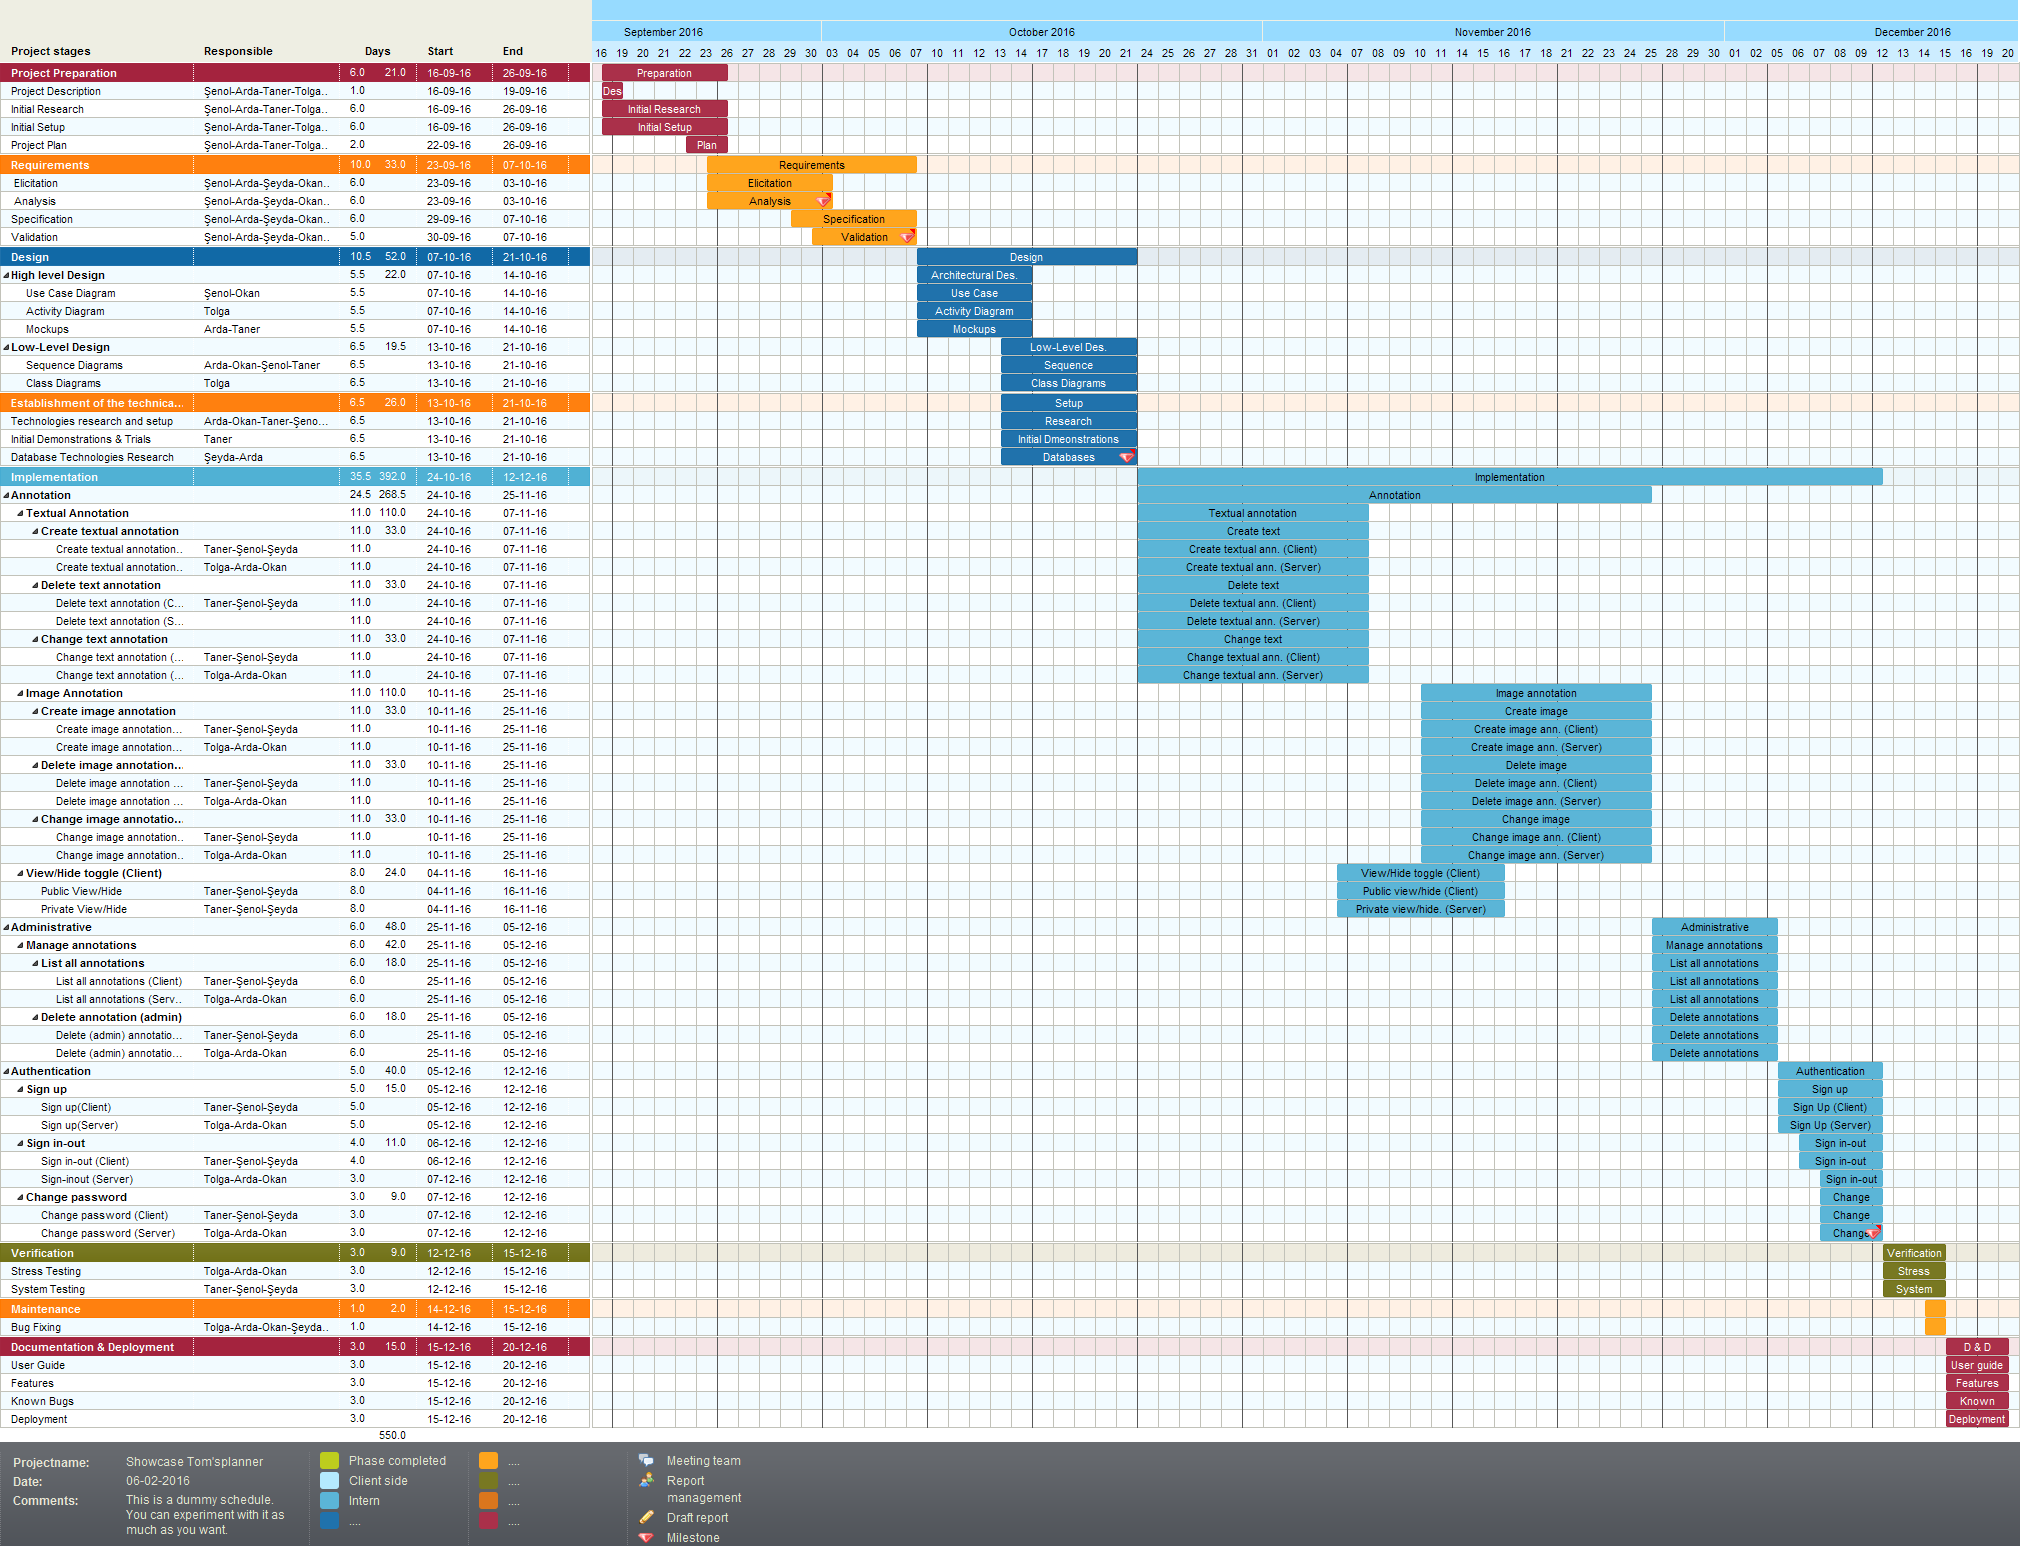 September 2016 October 2016 November 2016 December 2016
Project stages Responsible Days Start End 16 19 20 21 22 23 26 27 28 29 30 03 04 05 06 07 10 11 12 13 14 17 18 19 20 21 24 25 26 27 28 31 01 02 03 04 07 08 09 10 11 14 15 16 17 18 21 22 23 24 25 28 29 30 01 02 05 06 07 08 09 12 14 15 16 19 20
Project Preparation 6.0 21.0 16-09-16 26-09-16 Preparation
Project Description Şenol-Arda-Taner-Tolga.. 1.0 16-09-16 19-09-16 Des
Initial Research Şenol-Arda-Taner-Tolga.. 6.0 16-09-16 26-09-16 Initial Research
Initial Setup Şenol-Arda-Taner-Tolga.. 6.0 16-09-16 26-09-16 Initial Setup
Project Plan Şenol-Arda-Taner-Tolga.. 2.0 22-09-16 26-09-16 Plan
Requirements 10.0 33.0 23-09-16 07-10-16 Requirements
Elicitation Şenol-Arda-Şeyda-Okan.. 6.0 23-09-16 03-10-16 Elicitation
Analysis Şenol-Arda-Şeyda-Okan.. 6.0 23-09-16 03-10-16 Analysis
Specification Şenol-Arda-Şeyda-Okan.. 6.0 29-09-16 07-10-16 Specification
Validation Şenol-Arda-Şeyda-Okan.. 5.0 30-09-16 07-10-16 Validation
Design 10.5 52.0 07-10-16 21-10-16 Design
High level Design 5.5 22.0 07-10-16 14-10-16 Architectural Des.
Use Case Diagram Şenol-Okan 5.5 07-10-16 14-10-16 Use Case
Activity Diagram Tolga 5.5 07-10-16 14-10-16 Activity Diagram
Mockups Arda-Taner 5.5 07-10-16 14-10-16 Mockups
Low-Level Design 6.5 19.5 13-10-16 21-10-16 Low-Level Des.
Sequence Diagrams Arda-Okan-Şenol-Taner 6.5 13-10-16 21-10-16 Sequence
Class Diagrams Tolga 6.5 13-10-16 21-10-16 Class Diagrams
Establishment of the technica... 6.5 26.0 13-10-16 21-10-16 Setup
Technologies research and setup Arda-Okan-Taner-Şeno... 6.5 13-10-16 21-10-16 Research
Initial Demonstrations & Trials Taner 6.5 13-10-16 21-10-16 Initial Dmeonstrations
Database Technologies Research Şeyda-Arda 6.5 13-10-16 21-10-16 Databases
Implementation 35.5 392.0 24-10-16 12-12-16 Implementation
Annotation 24.5 268.5 24-10-16 25-11-16 Annotation
Textual Annotation 11.0 110.0 24-10-16 07-11-16 Textual annotation
Create textual annotation 11.0 33.0 24-10-16 07-11-16 Create text
Create textual annotation.. Taner-Şenol-Şeyda 11.0 24-10-16 07-11-16 Create textual ann. (Client)
Create textual annotation.. Tolga-Arda-Okan 11.0 24-10-16 07-11-16 Create textual ann. (Server)
Delete text annotation 11.0 33.0 24-10-16 07-11-16 Delete text
Delete text annotation (C... Taner-Şenol-Şeyda 11.0 24-10-16 07-11-16 Delete textual ann. (Client)
Delete text annotation (S... 11.0 24-10-16 07-11-16 Delete textual ann. (Server)
Change text annotation 11.0 33.0 24-10-16 07-11-16 Change text
Change text annotation (... Taner-Şenol-Şeyda 11.0 24-10-16 07-11-16 Change textual ann. (Client)
Change text annotation (... Tolga-Arda-Okan 11.0 24-10-16 07-11-16 Change textual ann. (Server)
Image Annotation 11.0 110.0 10-11-16 25-11-16 Image annotation
Create image annotation 11.0 33.0 10-11-16 25-11-16 Create image
Create image annotation... Taner-Şenol-Şeyda 11.0 10-11-16 25-11-16 Create image ann. (Client)
Create image annotation... Tolga-Arda-Okan 11.0 10-11-16 25-11-16 Create image ann. (Server)
Delete image annotation... 11.0 33.0 10-11-16 25-11-16 Delete image
Delete image annotation ... Taner-Şenol-Şeyda 11.0 10-11-16 25-11-16 Delete image ann. (Client)
Delete image annotation ... Tolga-Arda-Okan 11.0 10-11-16 25-11-16 Delete image ann. (Server)
Change image annotatio... 11.0 33.0 10-11-16 25-11-16 Change image
Change image annotation.. Taner-Şenol-Şeyda 11.0 10-11-16 25-11-16 Change image ann. (Client)
Change image annotation.. Tolga-Arda-Okan 11.0 10-11-16 25-11-16 Change image ann. (Server)
View/Hide toggle (Client) 8.0 24.0 04-11-16 16-11-16 View/Hide toggle (Client)
Public View/Hide Taner-Şenol-Şeyda 8.0 04-11-16 16-11-16 Public view/hide (Client)
Private View/Hide Taner-Şenol-Şeyda 8.0 04-11-16 16-11-16 Private view/hide. (Server)
Administrative 6.0 48.0 25-11-16 05-12-16 Administrative
Manage annotations 6.0 42.0 25-11-16 05-12-16 Manage annotations
List all annotations 6.0 18.0 25-11-16 05-12-16 List all annotations
List all annotations (Client) Taner-Şenol-Şeyda 6.0 25-11-16 05-12-16 List all annotations
List all annotations (Serv.. Tolga-Arda-Okan 6.0 25-11-16 05-12-16 List all annotations
Delete annotation (admin) 6.0 18.0 25-11-16 05-12-16 Delete annotations
Delete (admin) annotatio... Taner-Şenol-Şeyda 6.0 25-11-16 05-12-16 Delete annotations
Delete (admin) annotatio... Tolga-Arda-Okan 6.0 25-11-16 05-12-16 Delete annotations
Authentication 5.0 40.0 05-12-16 12-12-16 Authentication
Sign up 5.0 15.0 05-12-16 12-12-16 Sign up
Sign up(Client) Taner-Şenol-Şeyda 5.0 05-12-16 12-12-16 Sign Up (Client)
Sign up(Server) Tolga-Arda-Okan 5.0 05-12-16 12-12-16 Sign Up (Server)
Sign in-out 4.0 11.0 06-12-16 12-12-16 Sign in-out
Sign in-out (Client) Taner-Şenol-Şeyda 4.0 06-12-16 12-12-16 Sign in-out
Sign-inout (Server) Tolga-Arda-Okan 3.0 07-12-16 12-12-16 Sign in-out
Change password 3.0 9.0 07-12-16 12-12-16 Change
Change password (Client) Taner-Şenol-Şeyda 3.0 07-12-16 12-12-16 Change
Change password (Server) Tolga-Arda-Okan 3.0 07-12-16 12-12-16 Change
Verification 3.0 9.0 12-12-16 15-12-16 Verification
Stress Testing Tolga-Arda-Okan 3.0 12-12-16 15-12-16 Stress
System Testing Taner-Şenol-Şeyda 3.0 12-12-16 15-12-16 System
Maintenance 1.0 2.0 14-12-16 15-12-16
Bug Fixing Tolga-Arda-Okan-Şeyda.. 1.0 14-12-16 15-12-16
Documentation & Deployment 3.0 15.0 15-12-16 20-12-16 D & D
User Guide 3.0 15-12-16 20-12-16 User guide
Features 3.0 15-12-16 20-12-16 Features
Known Bugs 3.0 15-12-16 20-12-16 Known
Deployment 3.0 15-12-16 20-12-16 Deployment
550.0
Projectname: Showcase Tom'splanner Phase completed .... Meeting team
Date: 06-02-2016 Client side .... Report
management
Comments: This is a dummy schedule. Intern ....
You can experiment with it as .... .... Draft report
much as you want.
Milestone